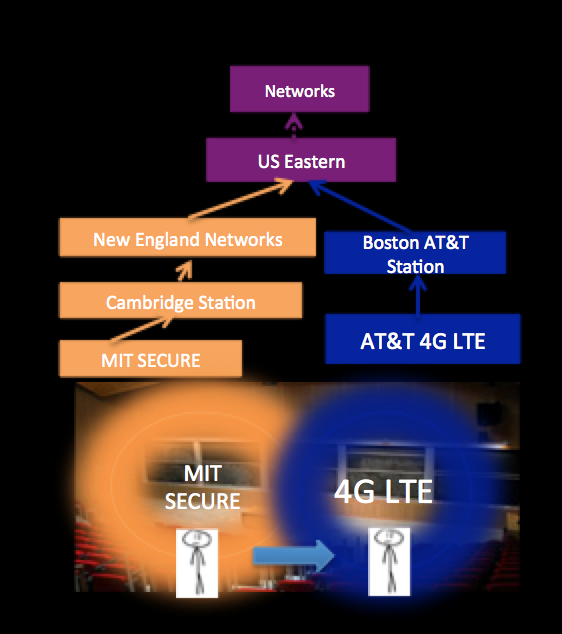 Networks
US Eastern
New England Networks
Boston AT&T
Station
Cambridge Station
AT&T 4G LTE
MIT SECURE
MIT
SECURE
4G LTE